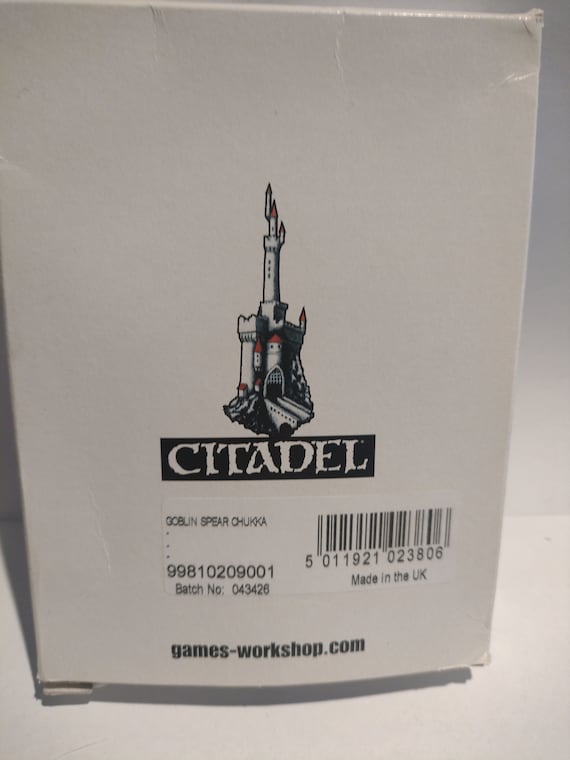 CITADEL
GOBLIN SPEAR CHUKKA
99810209001
Batch No: 043426
5 011921 023806
Made in the UK
games-workshop.com